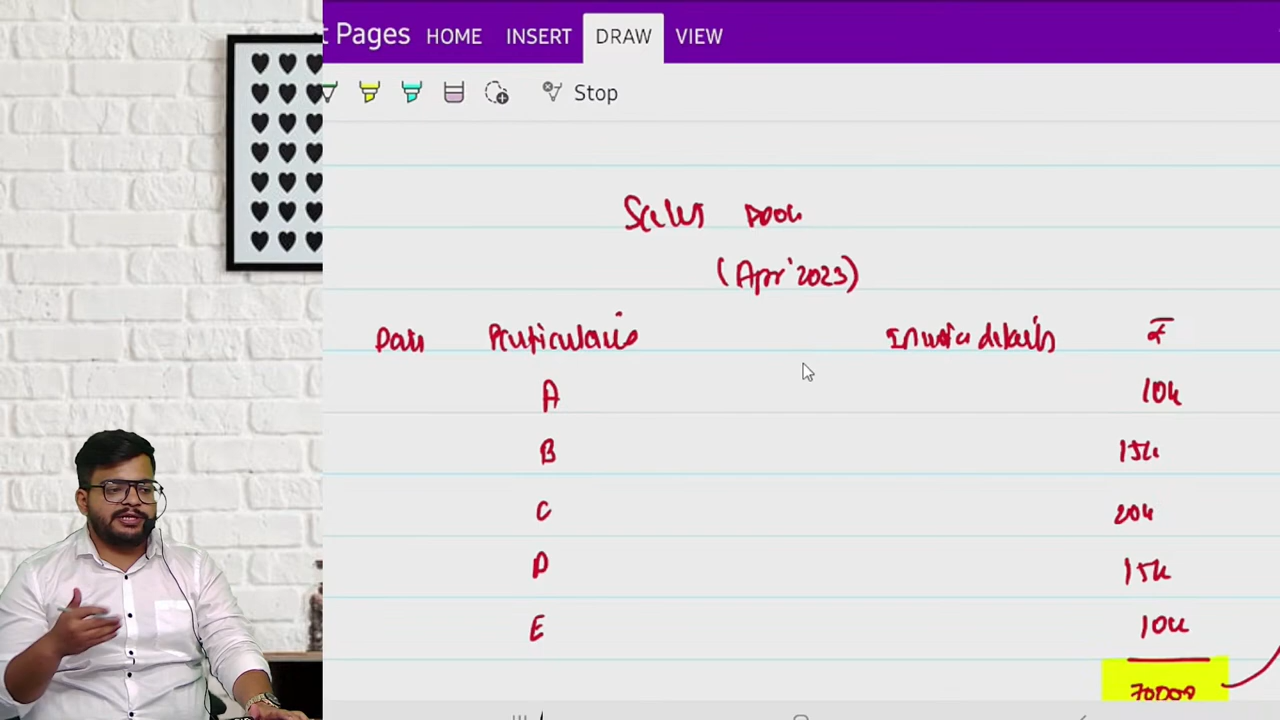 t Pages HOME INSERT DRAW VIEW
Stop
Sales Book
(Apr'2023)
Date Particulars Invoice details ₹
A 10k
B 15k
C 20k
D 15k
E 10k
70000